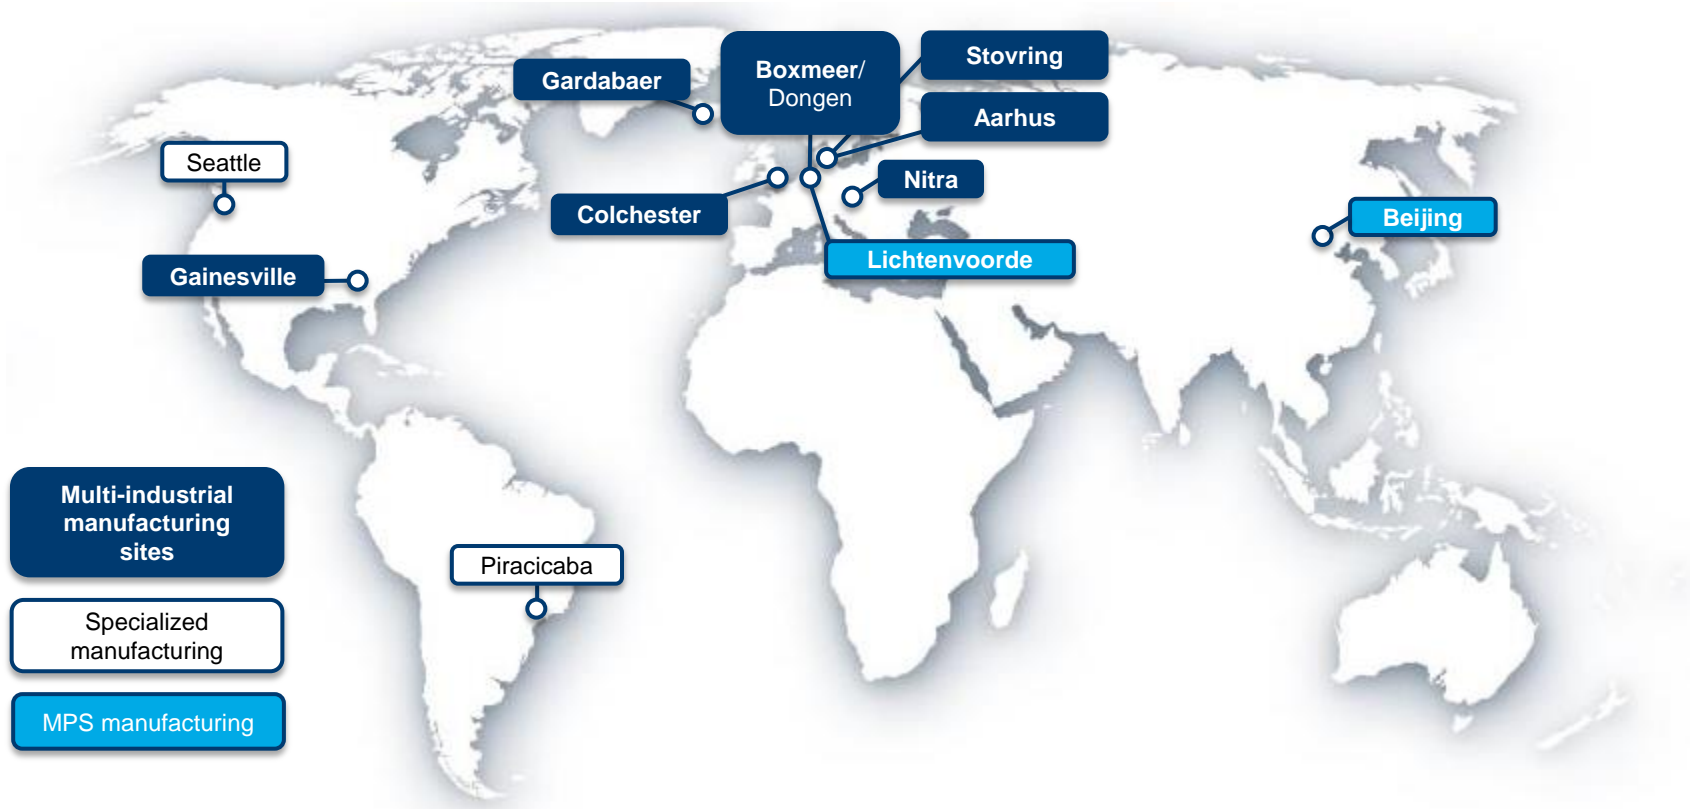 Stovring
Boxmeer/
Dongen
Gardabaer
Aarhus
Seattle
Nitra
Colchester
Beijing
Lichtenvoorde
Gainesville
Multi-industrial
manufacturing
sites
Piracicaba
Specialized
manufacturing
MPS manufacturing